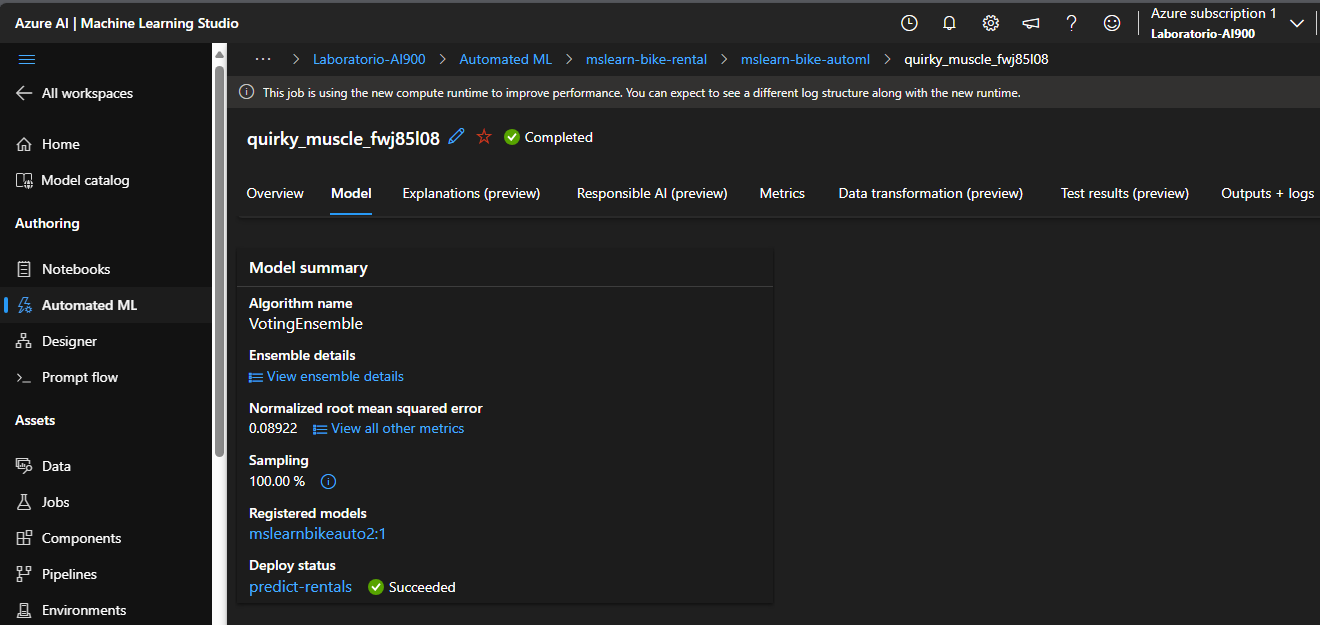 Azure AI | Machine Learning Studio
Azure subscription 1
Laboratorio-AI900
All workspaces
Home
Model catalog
Authoring
Notebooks
Automated ML
Designer
Prompt flow
Assets
Data
Jobs
Components
Pipelines
Environments
··· > Laboratorio-AI900 > Automated ML > mslearn-bike-rental > mslearn-bike-automl > quirky_muscle_fwj85l08
This job is using the new compute runtime to improve performance. You can expect to see a different log structure along with the new runtime.
quirky_muscle_fwj85l08 Completed
Overview Model Explanations (preview) Responsible AI (preview) Metrics Data transformation (preview) Test results (preview) Outputs + logs
Model summary
Algorithm name
VotingEnsemble
Ensemble details
View ensemble details
Normalized root mean squared error
0.08922 View all other metrics
Sampling
100.00 %
Registered models
mslearnbikeauto2:1
Deploy status
predict-rentals Succeeded